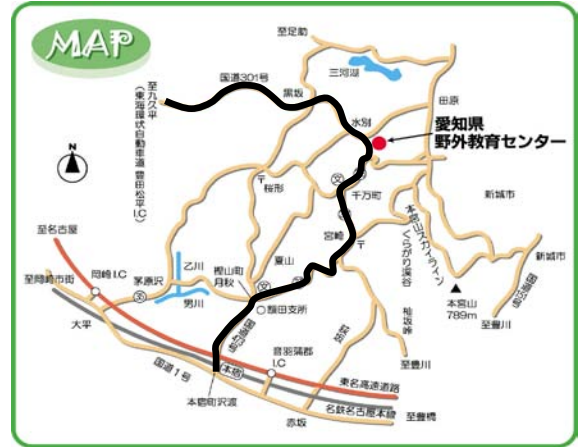 MAP
至足助
三河湖
国道301号
黒坂
田原
至九久平
(東海環状自動車道 豊田松平I.C)
水別
愛知県
野外教育センター
N
桜形
千万町
新城市
本宮山スカイライン
くらがり渓谷
宮崎
至名古屋
乙川
樫山町
月秋
夏山
新城市
至岡崎市街
岡崎I.C
茅原沢
男川
額田支所
本宮山
789m
至豊川
大平
35
国道473号
音羽蒲郡
I.C
至豊川
国道1号
本宿
東名高速道路
本宿町沢渡
名鉄名古屋本線
赤坂
至豊橋